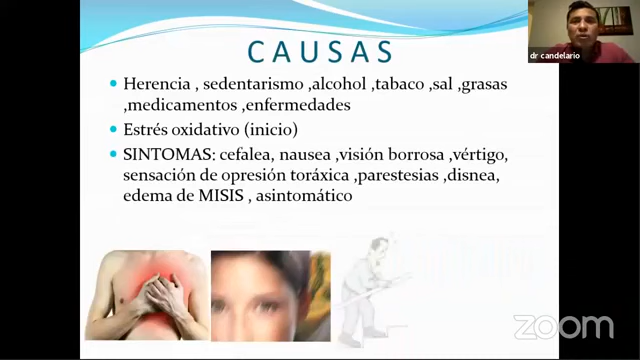 CAUSAS
Herencia , sedentarismo ,alcohol ,tabaco ,sal ,grasas
,medicamentos ,enfermedades
Estrés oxidativo (inicio)
SINTOMAS: cefalea, nausea ,visión borrosa ,vértigo,
sensación de opresión toráxica ,parestesias ,disnea,
edema de MISIS , asintomático
dr candelario
zoom